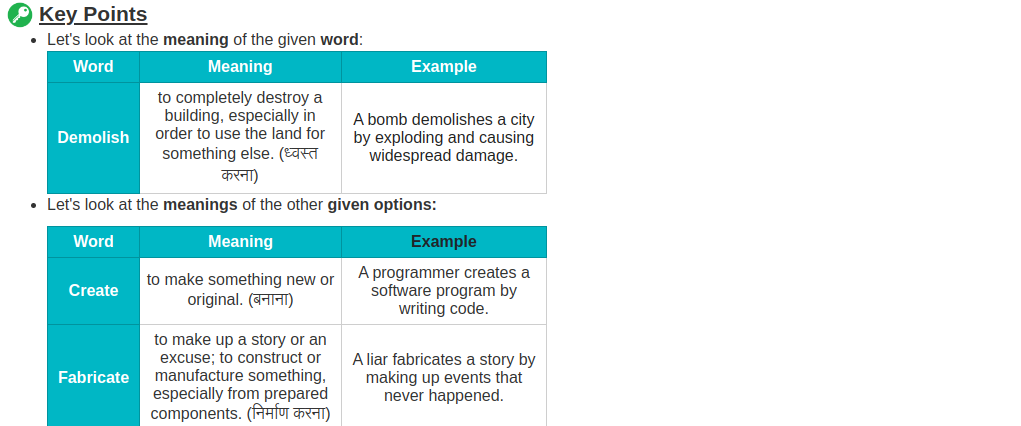 Key Points
Let's look at the meaning of the given word:
Word Meaning Example
Demolish
to completely destroy a
building, especially in
order to use the land for
something else. (ध्वस्त
करना)
A bomb demolishes a city
by exploding and causing
widespread damage.
Let's look at the meanings of the other given options:
Word Meaning Example
Create
to make something new or
original. (बनाना)
A programmer creates a
software program by
writing code.
Fabricate
to make up a story or an
excuse; to construct or
manufacture something,
especially from prepared
components. (निर्माण करना)
A liar fabricates a story by
making up events that
never happened.